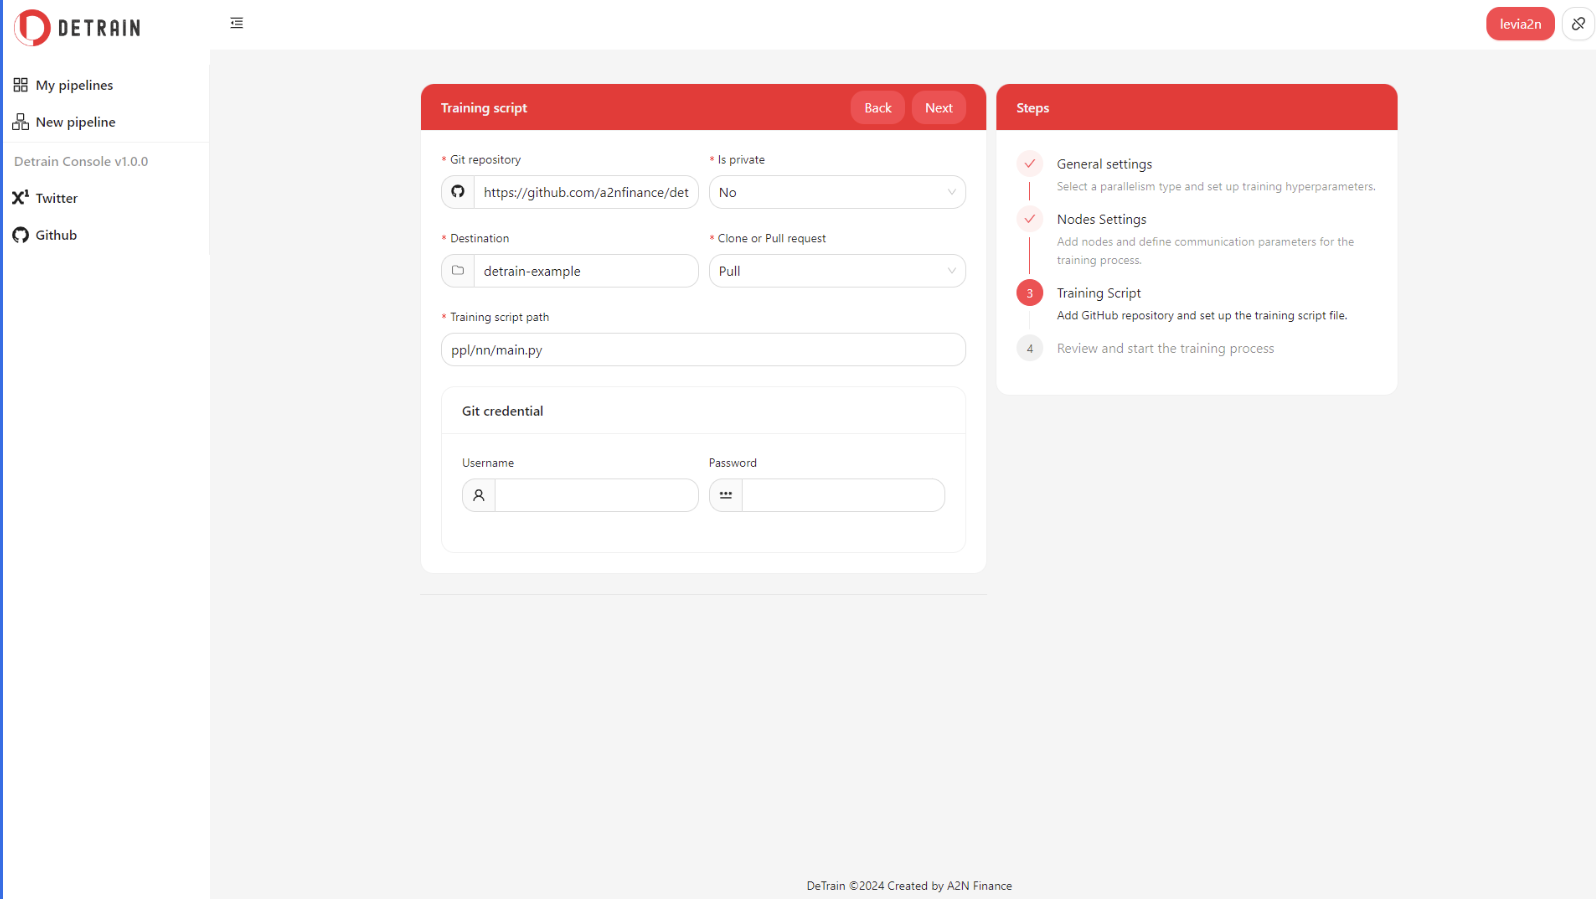 DETRAIN
levia2n
My pipelines
New pipeline
Detrain Console v1.0.0
Twitter
Github
Training script
Back
Next
* Git repository
* Is private
https://github.com/a2nfinance/det
No
* Destination
* Clone or Pull request
detrain-example
Pull
* Training script path
ppl/nn/main.py
Git credential
Username
Password
Steps
General settings
Select a parallelism type and set up training hyperparameters.
Nodes Settings
Add nodes and define communication parameters for the
training process.
3
Training Script
Add GitHub repository and set up the training script file.
4
Review and start the training process
DeTrain ©2024 Created by A2N Finance